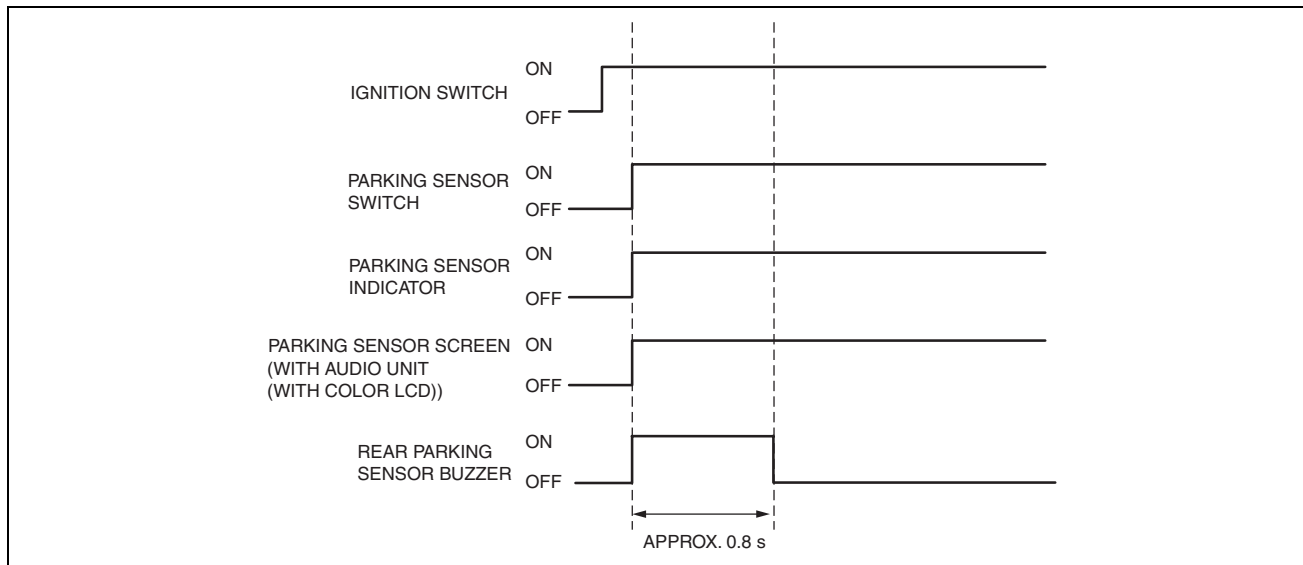 ON
IGNITION SWITCH
OFF
ON
PARKING SENSOR
SWITCH
OFF
ON
PARKING SENSOR
INDICATOR
OFF
PARKING SENSOR SCREEN ON
(WITH AUDIO UNIT
(WITH COLOR LCD))
OFF
ON
REAR PARKING
SENSOR BUZZER
OFF
APPROX. 0.8 s